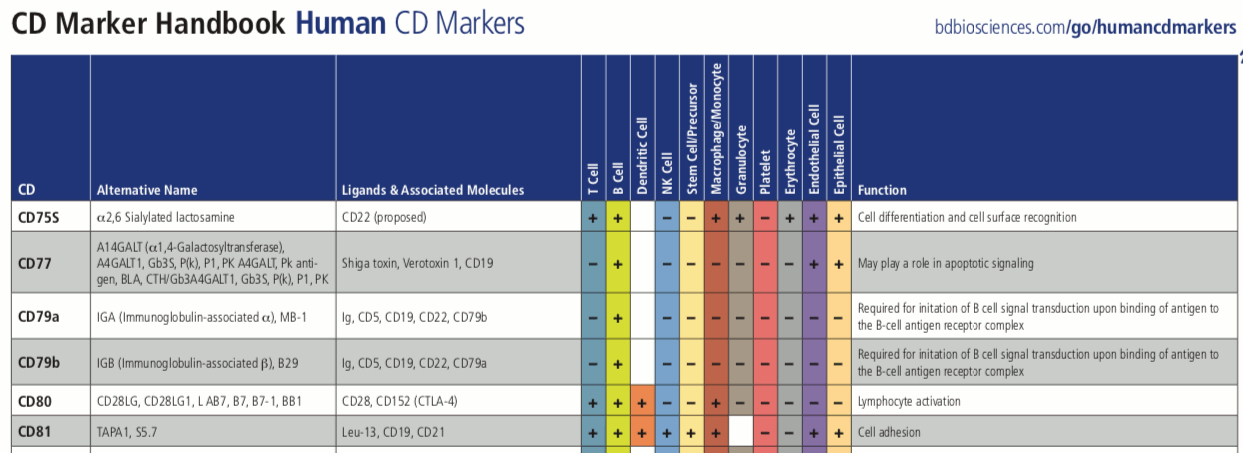 CD Marker Handbook Human CD Markers
bdbiosciences.com/go/humancdmarkers
CD Alternative Name Ligands & Associated Molecules T Cell B Cell Dendritic Cell NK Cell Stem Cell/Precursor Macrophage/Monocyte Granulocyte Platelet Erythrocyte Endothelial Cell Epithelial Cell Function
CD75S α2,6 Sialylated lactosamine CD22 (proposed) + + − − + + − + + + Cell differentiation and cell surface recognition
A14GALT (α1,4-Galactosyltransferase),
CD77 A4GALT1, Gb3S, P(k), P1, PK A4GALT, Pk anti- Shiga toxin, Verotoxin 1, CD19 − + − − − − − − + + May play a role in apoptotic signaling
gen, BLA, CTH/Gb3A4GALT1, Gb3S, P(k), P1, PK
CD79a IGA (Immunoglobulin-associated α), MB-1 Ig, CD5, CD19, CD22, CD79b − + − − − − − − − − Required for initation of B cell signal transduction upon binding of antigen to
the B-cell antigen receptor complex
CD79b IGB (Immunoglobulin-associated β), B29 Ig, CD5, CD19, CD22, CD79a − + − − − − − − − − Required for initation of B cell signal transduction upon binding of antigen to
the B-cell antigen receptor complex
CD80 CD28LG, CD28LG1, L AB7, B7, B7-1, BB1 CD28, CD152 (CTLA-4) + + + − − + − − − − − Lymphocyte activation
CD81 TAPA1, S5.7 Leu-13, CD19, CD21 + + + + + + − − + + Cell adhesion